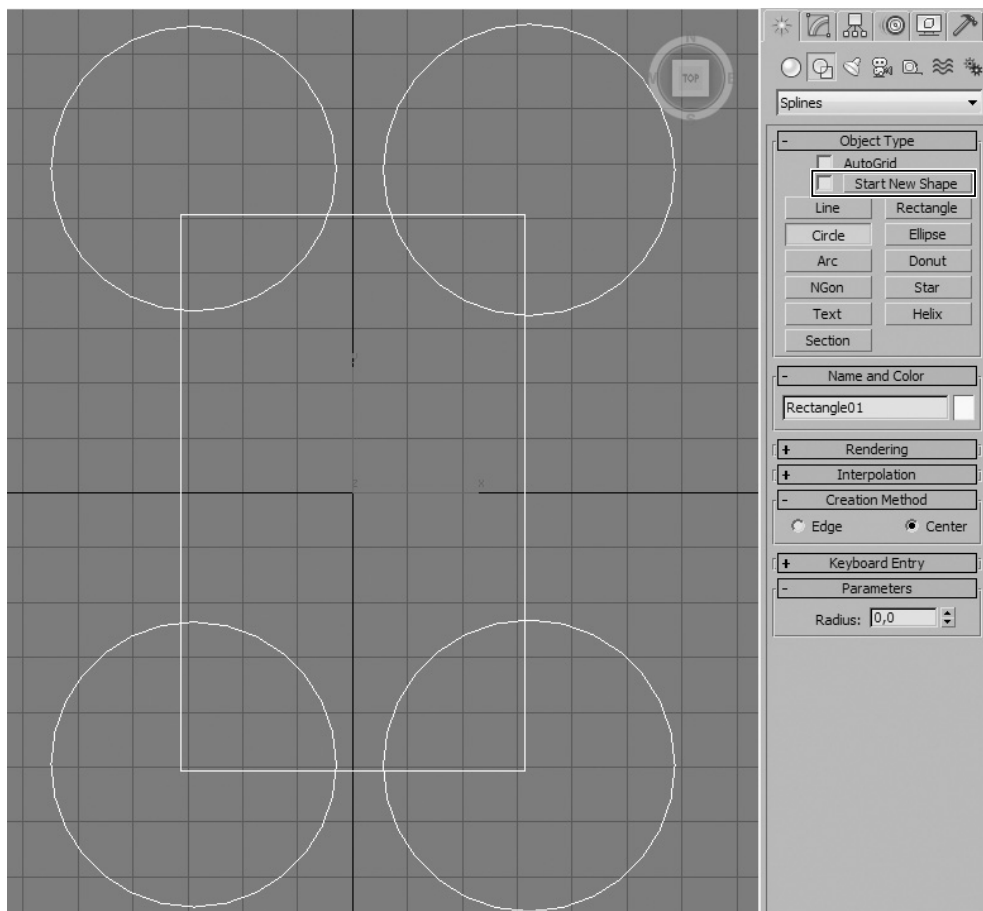 N
W
TOP
E
S
Y
Z
X
Splines
- Object Type
AutoGrid
Start New Shape
Line Rectangle
Circle Ellipse
Arc Donut
NGon Star
Text Helix
Section
- Name and Color
Rectangle01
+ Rendering
+ Interpolation
- Creation Method
Edge Center
+ Keyboard Entry
- Parameters
Radius: 0,0